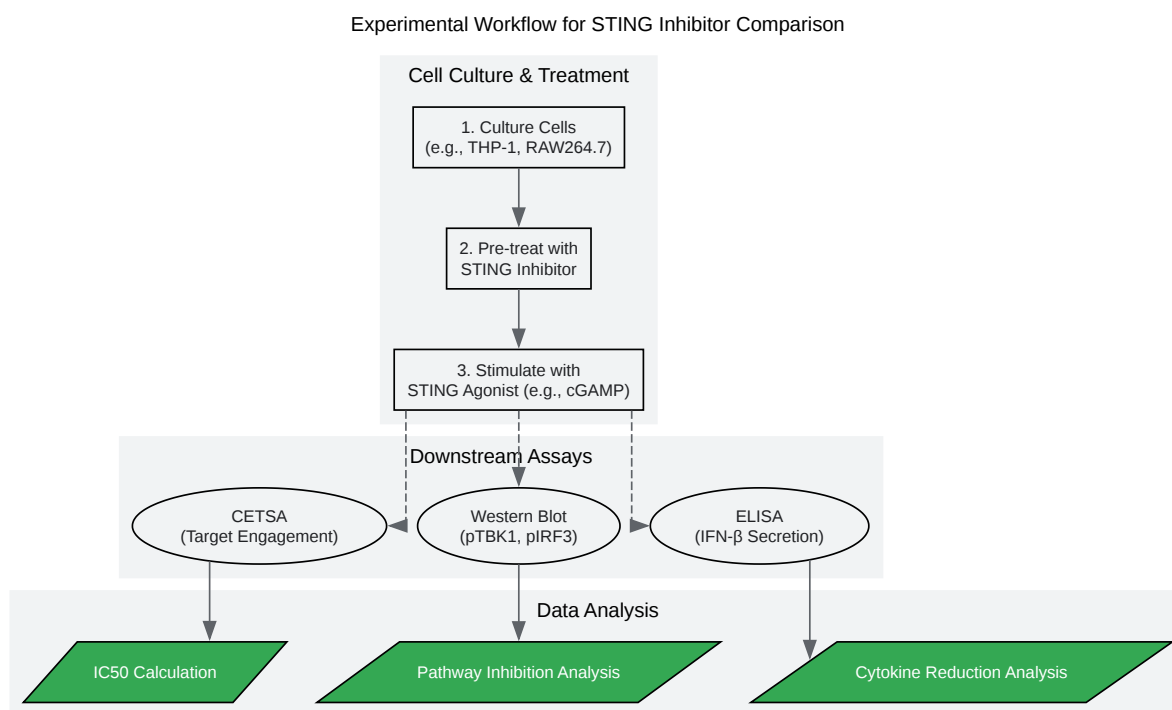 Experimental Workflow for STING Inhibitor Comparison
Cell Culture & Treatment
1. Culture Cells
(e.g., THP-1, RAW264.7)
2. Pre-treat with
STING Inhibitor
3. Stimulate with
STING Agonist (e.g., cGAMP)
Downstream Assays
CETSA
(Target Engagement)
Western Blot
(pTBK1, pIRF3)
ELISA
(IFN-β Secretion)
Data Analysis
IC50 Calculation
Pathway Inhibition Analysis
Cytokine Reduction Analysis